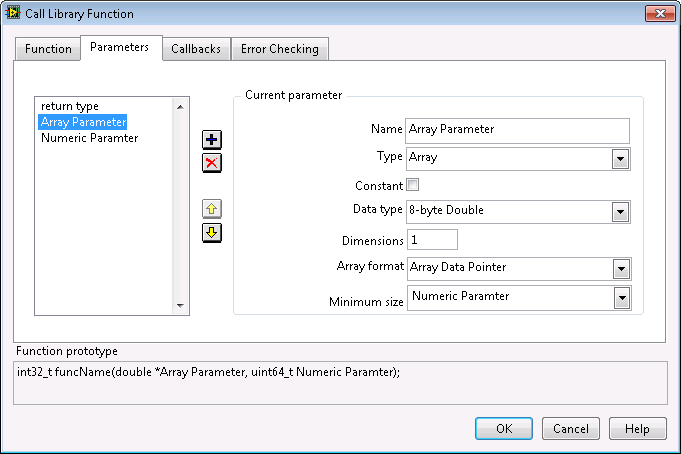 Call Library Function
Function
Parameters
Callbacks
Error Checking
return type
Array Parameter
Numeric Paramter
Current parameter
Name Array Parameter
Type Array
Constant
Data type 8-byte Double
Dimensions 1
Array format Array Data Pointer
Minimum size Numeric Paramter
Function prototype
int32_t funcName(double *Array Parameter, uint64_t Numeric Paramter);
OK
Cancel
Help